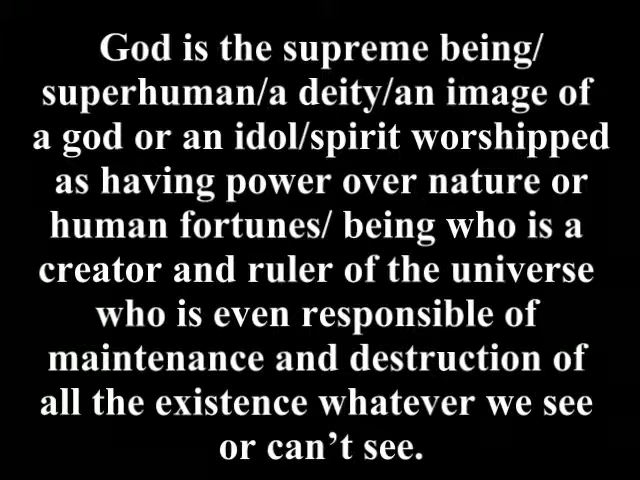 God is the supreme being/
superhuman/a deity/an image of
a god or an idol/spirit worshipped
as having power over nature or
human fortunes/ being who is a
creator and ruler of the universe
who is even responsible of
maintenance and destruction of
all the existence whatever we see
or can’t see.